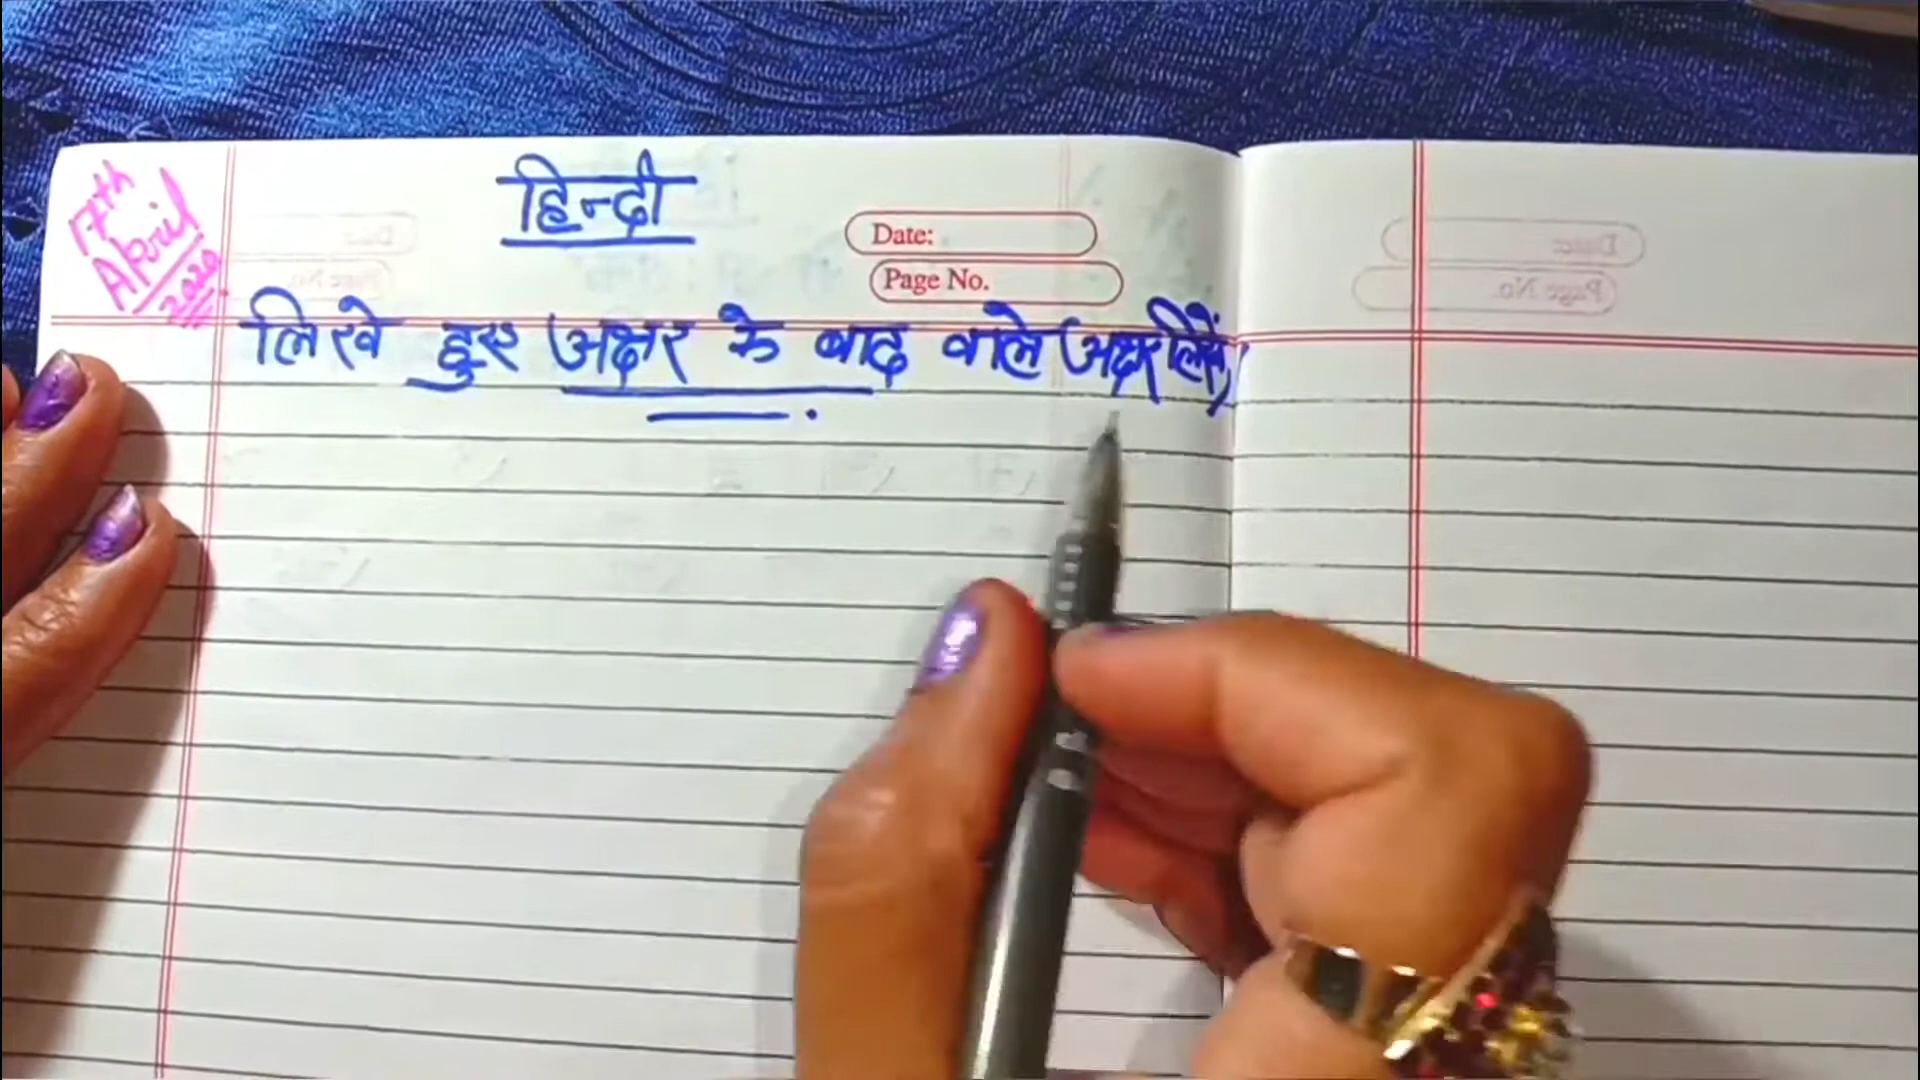 17th
April
2020
हिन्दी
Date:
Page No.
लिखे हुए अक्षर के बाद वाले अक्षर लिखें,